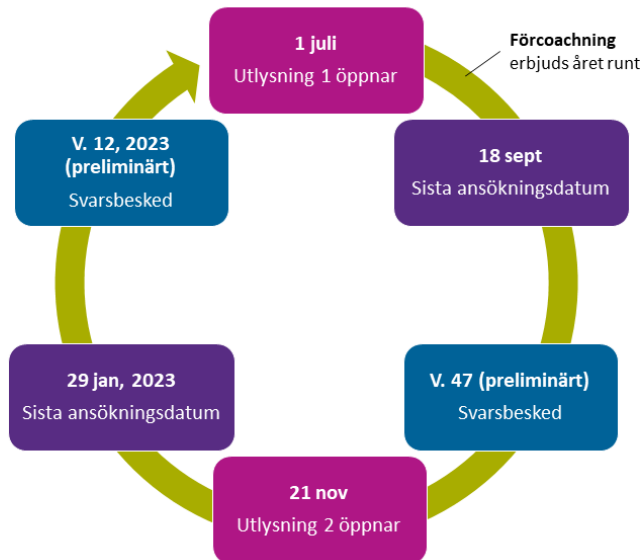 1 juli
Utlysning 1 öppnar
Förcoachning
erbjuds året runt
18 sept
Sista ansökningsdatum
V. 47 (preliminärt)
Svarsbesked
21 nov
Utlysning 2 öppnar
29 jan, 2023
Sista ansökningsdatum
V. 12, 2023
(preliminärt)
Svarsbesked